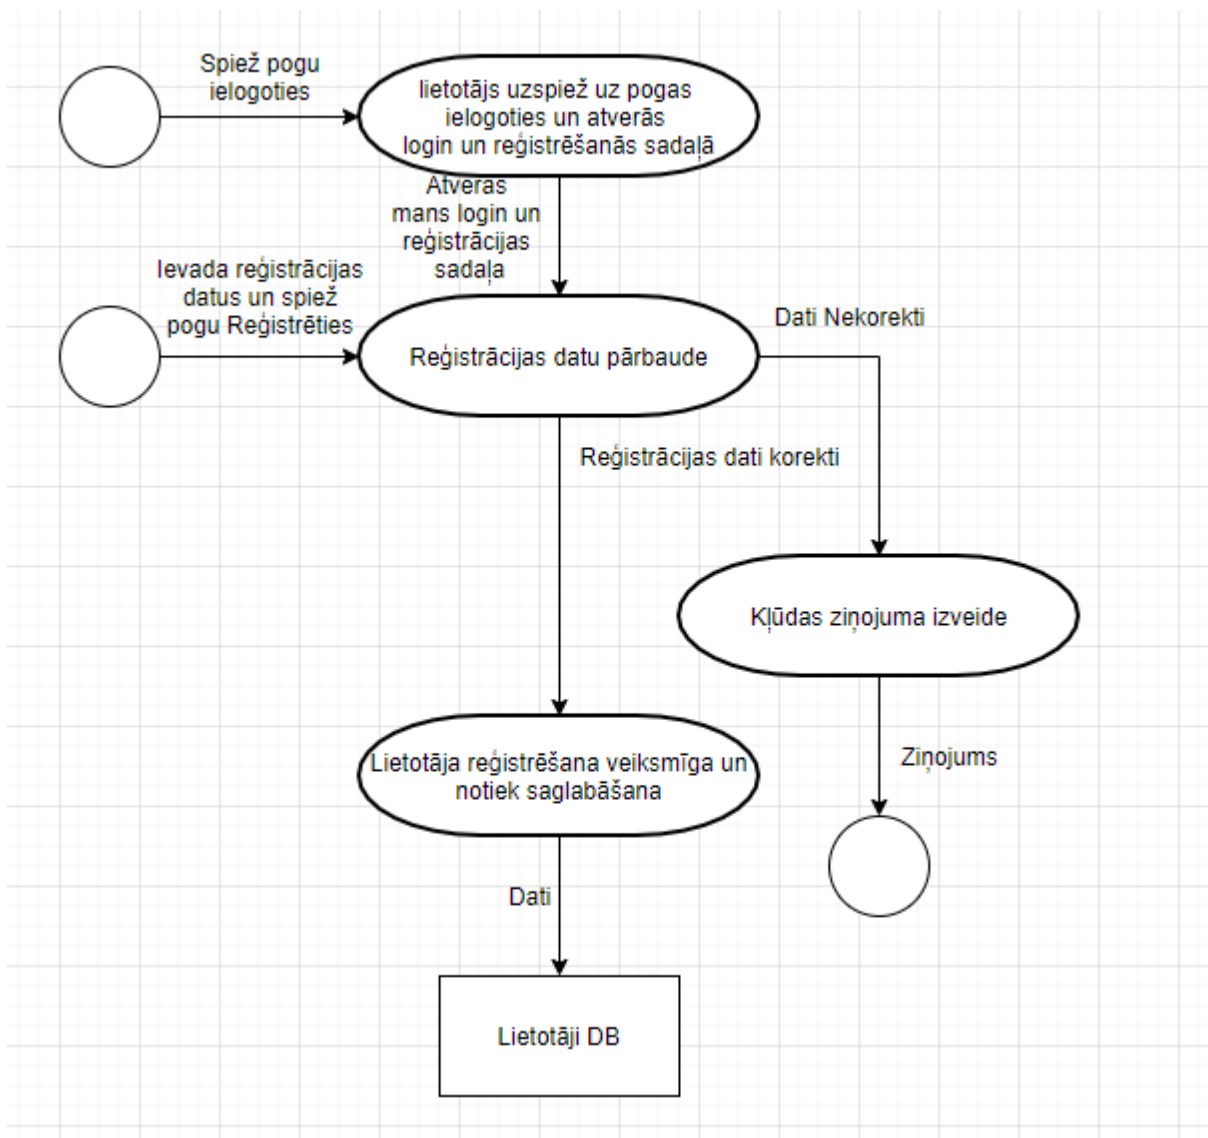 Spiež pogu
ielogoties
lietotājs uzspiež uz pogas
ielogoties un atverās
login un reģistrēšanās sadaļā
Atveras
mans login un
reģistrācijas
sadaļa
Ievada reģistrācijas
datus un spiež
pogu Reģistrēties
Reģistrācijas datu pārbaude
Dati Nekorekti
Reģistrācijas dati korekti
Kļūdas ziņojuma izveide
Lietotāja reģistrēšana veiksmīga un
notiek saglabāšana
Ziņojums
Dati
Lietotāji DB